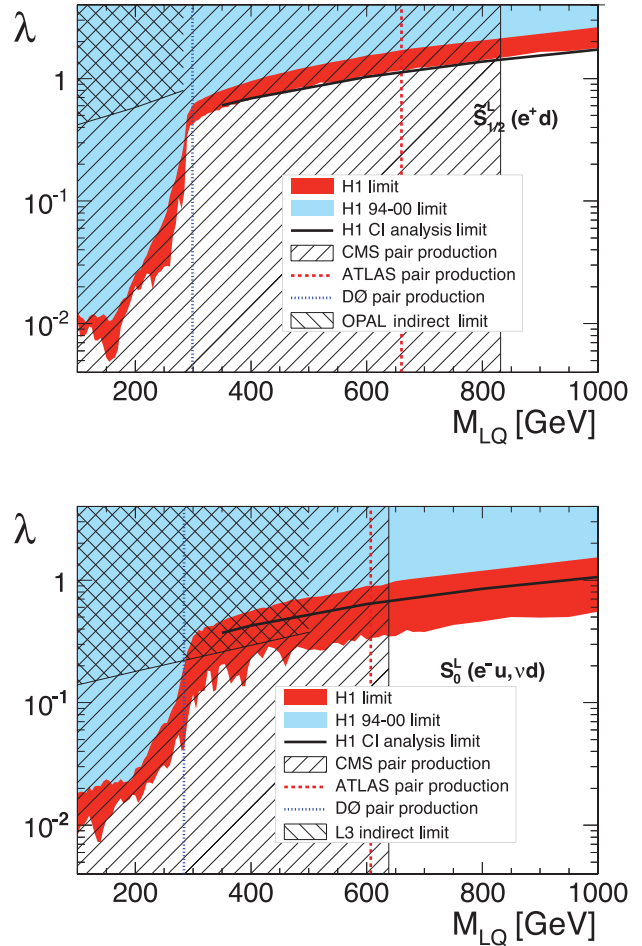 λ
1
10⁻¹
10⁻²
S̃ᴸ₁/₂ (e⁺d)
H1 limit
H1 94-00 limit
H1 CI analysis limit
CMS pair production
ATLAS pair production
DØ pair production
OPAL indirect limit
200 400 600 800 1000
M_LQ [GeV]
λ
1
10⁻¹
10⁻²
Sᴸ₀ (e⁻u, νd)
H1 limit
H1 94-00 limit
H1 CI analysis limit
CMS pair production
ATLAS pair production
DØ pair production
L3 indirect limit
200 400 600 800 1000
M_LQ [GeV]